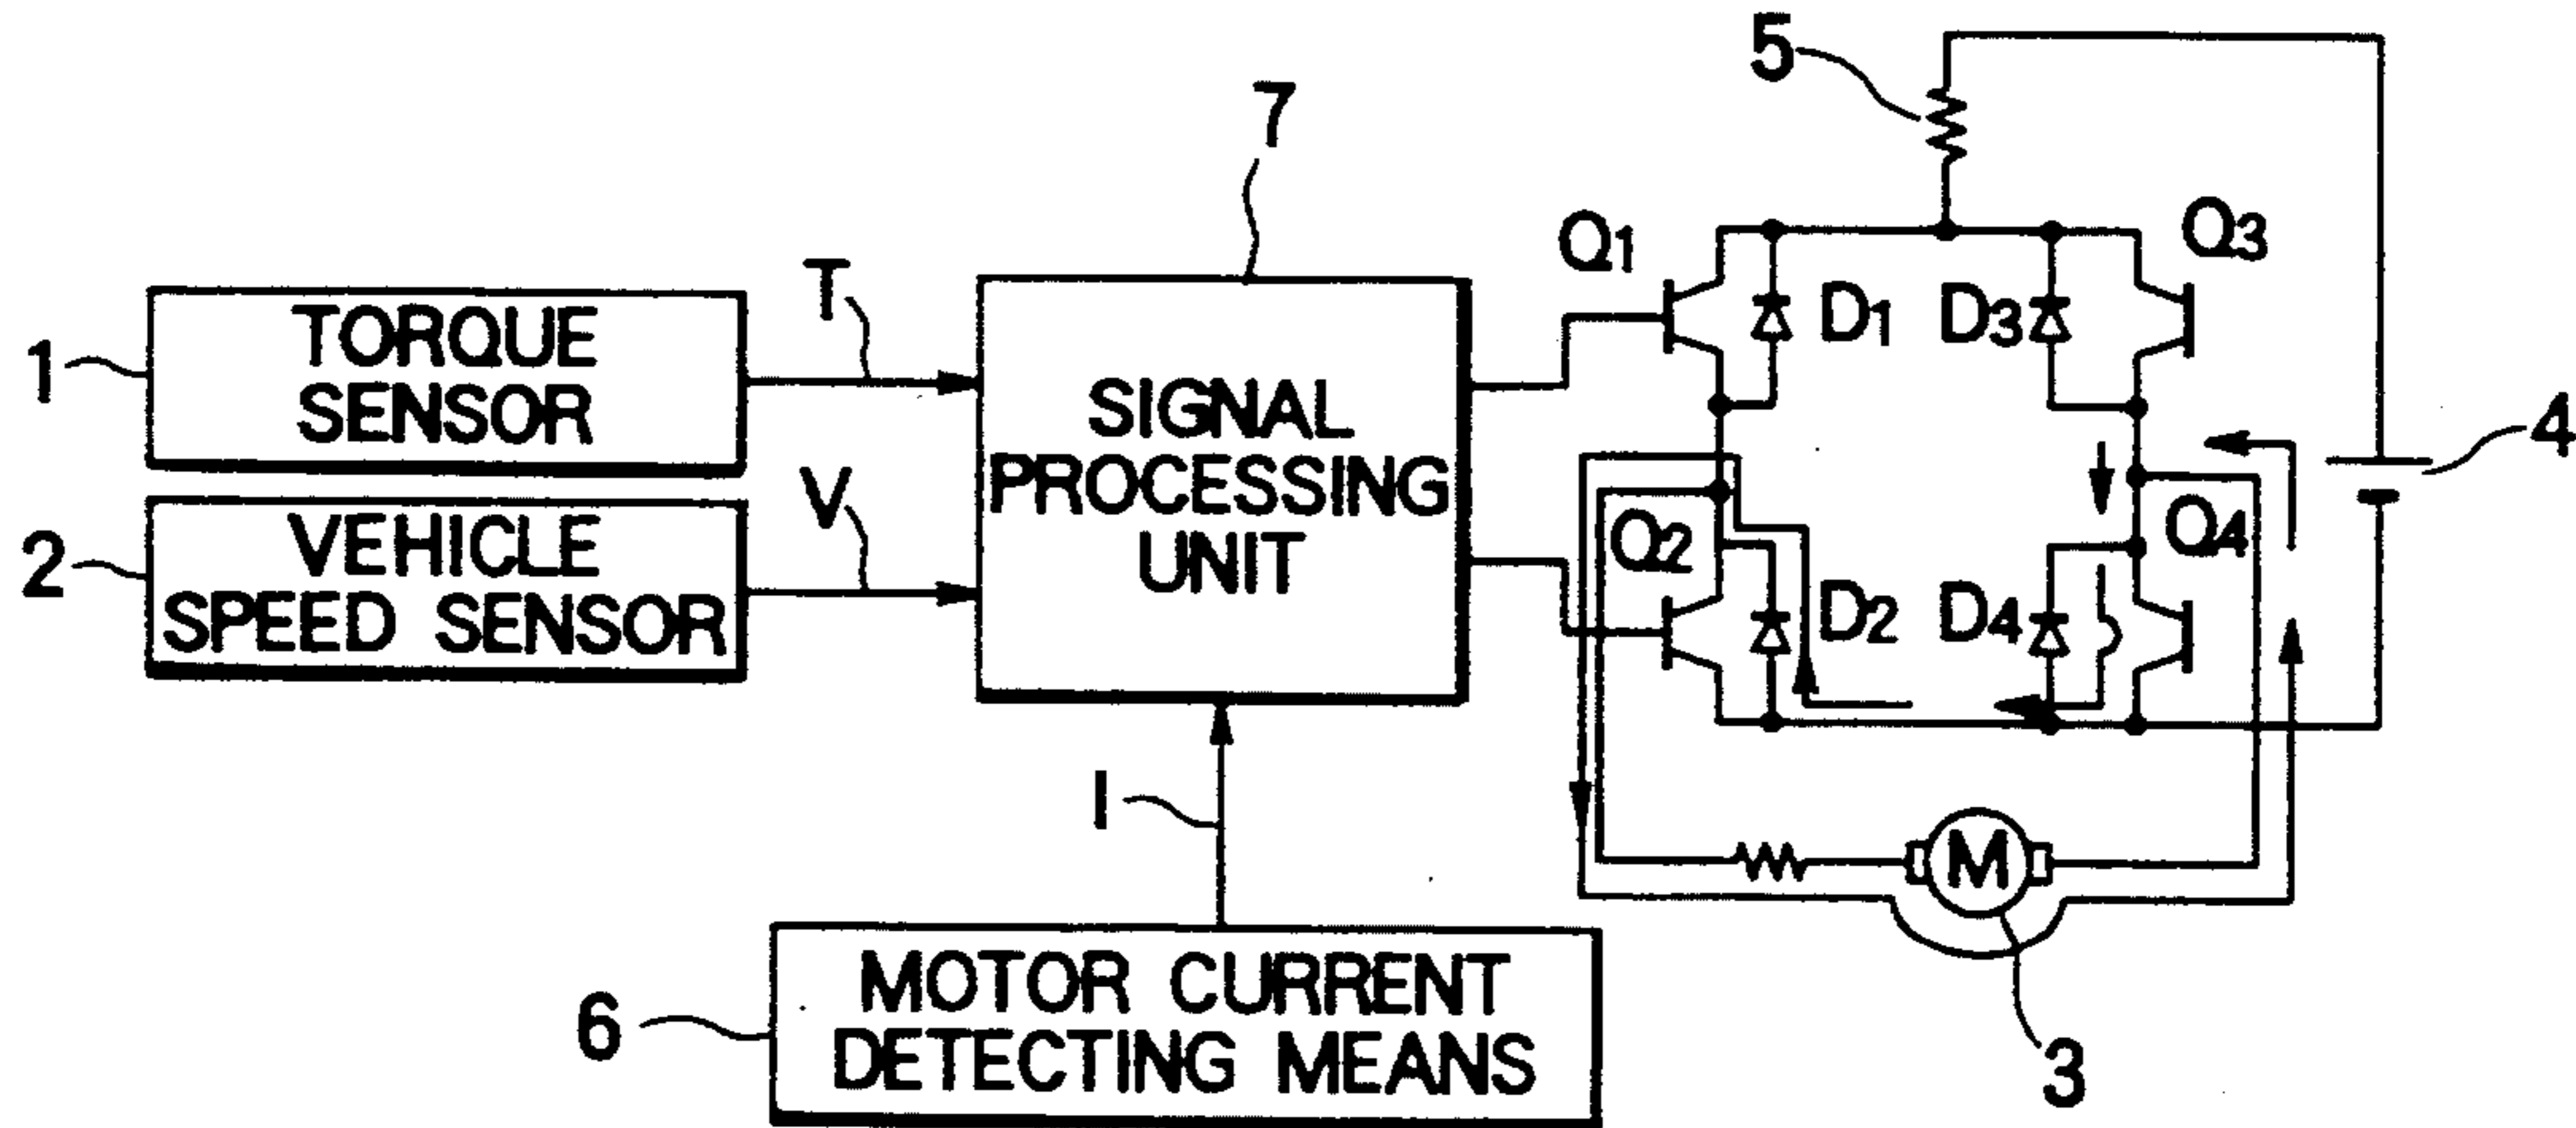 5
7
Q1
Q3
T
D1
D3
1
TORQUE
SENSOR
SIGNAL
PROCESSING
UNIT
4
V
2
VEHICLE
SPEED SENSOR
Q2
Q4
D2
D4
I
M
6
MOTOR CURRENT
DETECTING MEANS
3